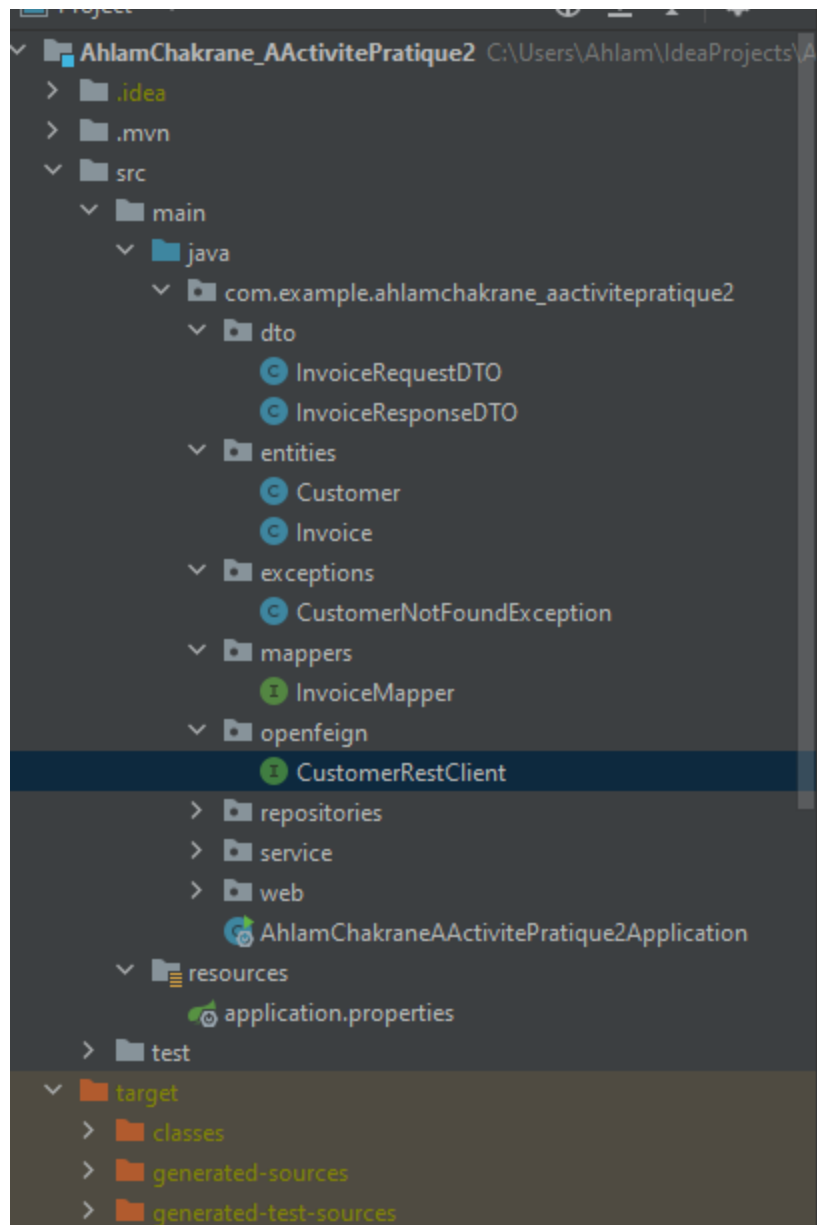 Project
AhlamChakrane_AActivitePratique2 C:\Users\Ahlam\IdeaProjects\A
.idea
.mvn
src
main
java
com.example.ahlamchakrane_aactivitepratique2
dto
InvoiceRequestDTO
InvoiceResponseDTO
entities
Customer
Invoice
exceptions
CustomerNotFoundException
mappers
InvoiceMapper
openfeign
CustomerRestClient
repositories
service
web
AhlamChakraneAActivitePratique2Application
resources
application.properties
test
target
classes
generated-sources
generated-test-sources